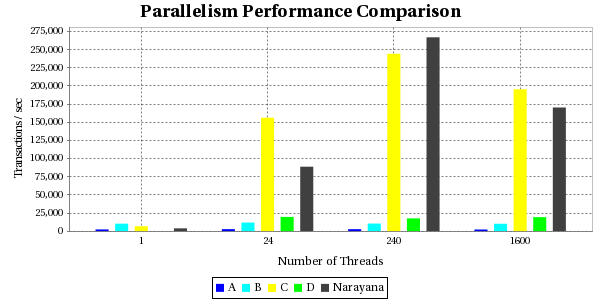 Parallelism Performance Comparison
275,000
250,000
225,000
200,000
175,000
150,000
125,000
100,000
75,000
50,000
25,000
0
Transactions / sec
1 24 240 1600
Number of Threads
A B C D Narayana